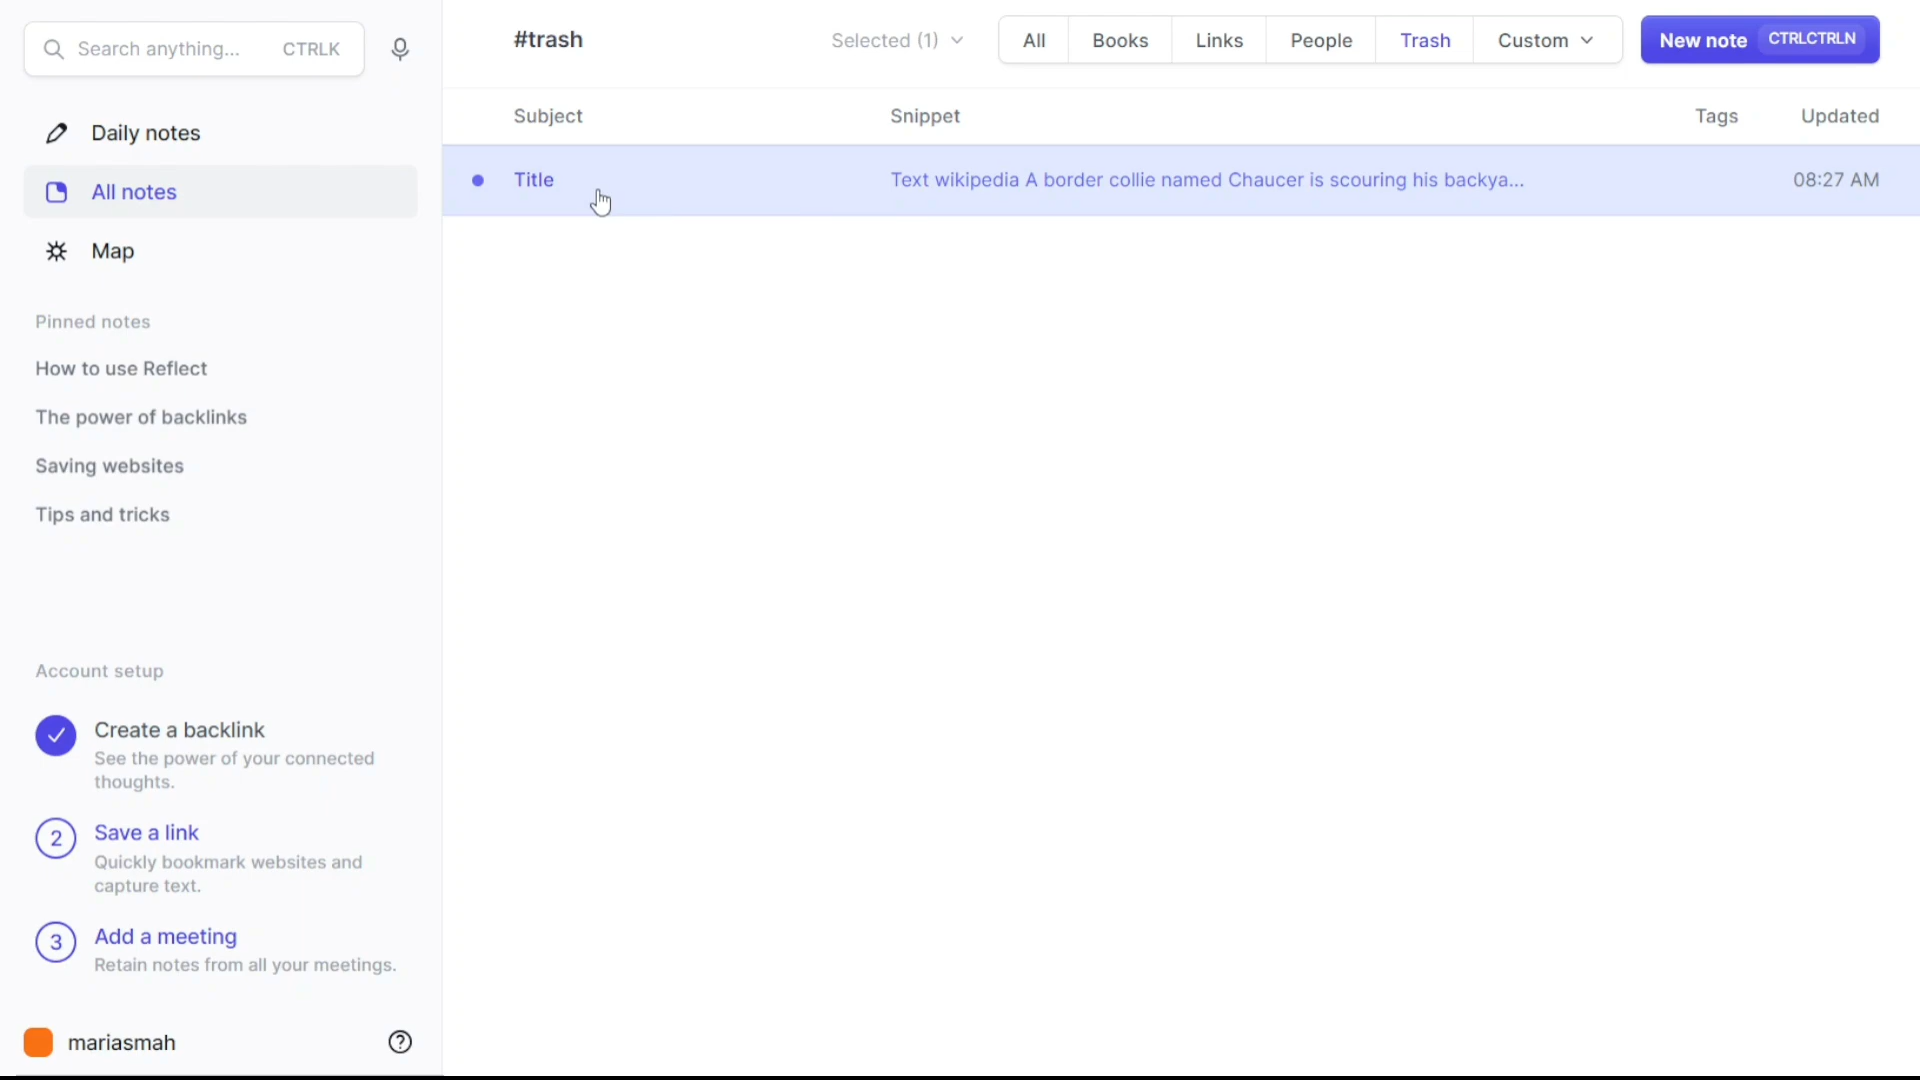 Search anything... CTRLK
Daily notes
All notes
Map
Pinned notes
How to use Reflect
The power of backlinks
Saving websites
Tips and tricks
Account setup
Create a backlink
See the power of your connected
thoughts.
2 Save a link
Quickly bookmark websites and
capture text.
3 Add a meeting
Retain notes from all your meetings.
mariasmah
#trash Selected (1) All Books Links People Trash Custom New note CTRLCTRLN
Subject Snippet Tags Updated
Title Text wikipedia A border collie named Chaucer is scouring his backya... 08:27 AM